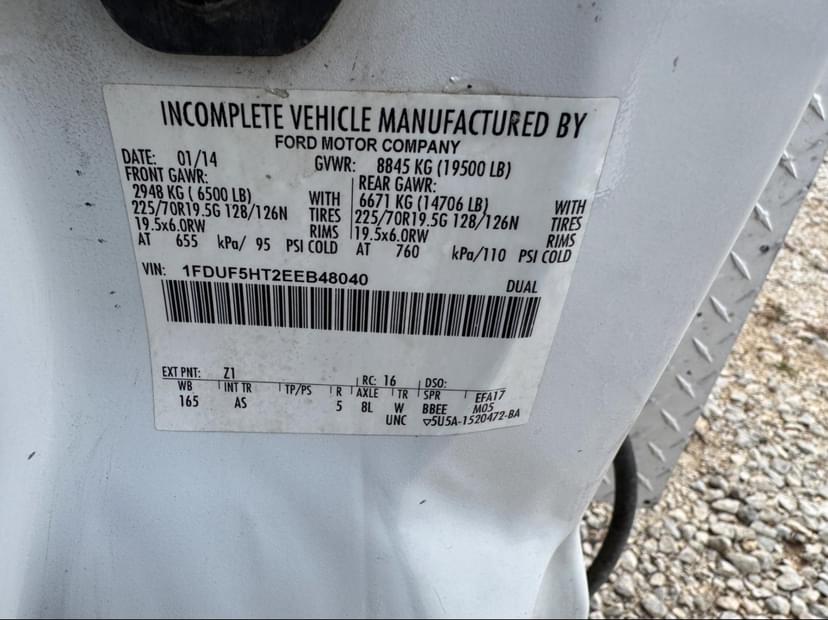 INCOMPLETE VEHICLE MANUFACTURED BY
FORD MOTOR COMPANY
DATE: 01/14 GVWR: 8845 KG (19500 LB)
FRONT GAWR: REAR GAWR:
2948 KG ( 6500 LB) WITH 6671 KG (14706 LB) WITH
225/70R19.5G 128/126N TIRES 225/70R19.5G 128/126N TIRES
19.5x6.0RW RIMS 19.5x6.0RW RIMS
AT 655 kPa/ 95 PSI COLD AT 760 kPa/110 PSI COLD
VIN: 1FDUF5HT2EEB48040 DUAL
EXT PNT: Z1 RC: 16 DSO:
WB INT TR TP/PS R AXLE TR SPR EFA17
165 AS 5 8L W BBEE M05
UNC ▽5U5A-1520472-BA